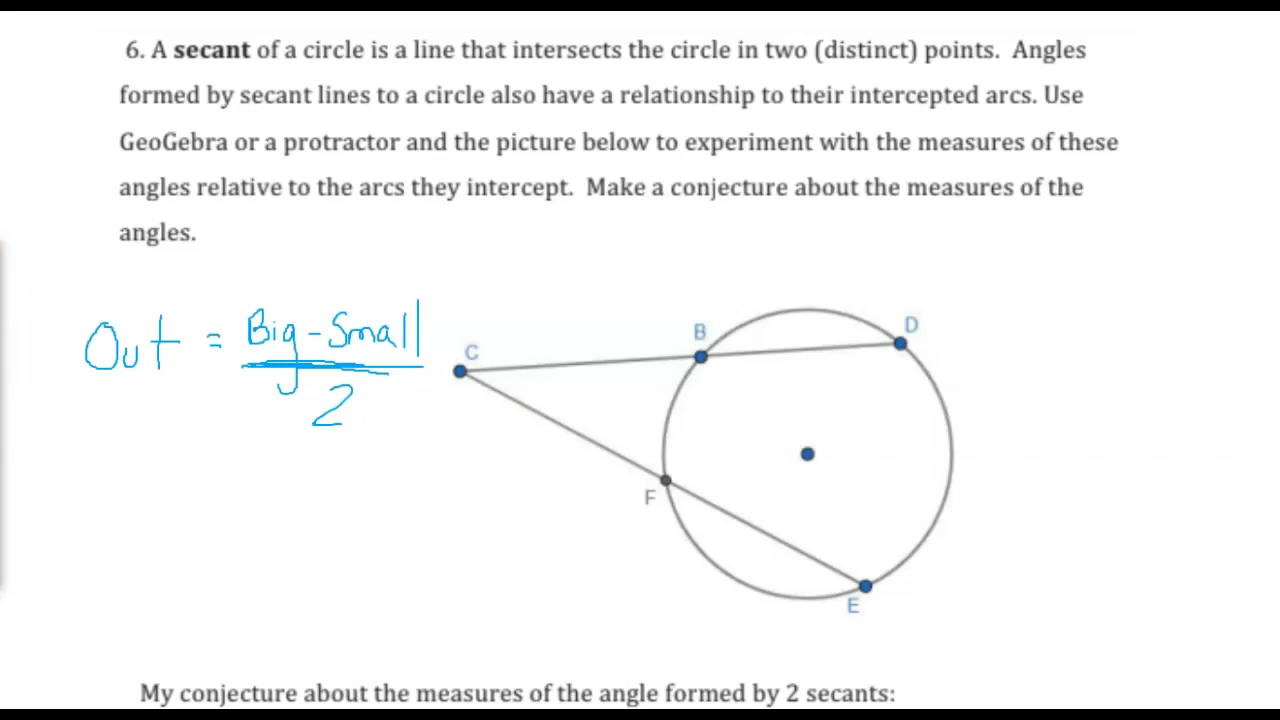 6. A secant of a circle is a line that intersects the circle in two (distinct) points. Angles
formed by secant lines to a circle also have a relationship to their intercepted arcs. Use
GeoGebra or a protractor and the picture below to experiment with the measures of these
angles relative to the arcs they intercept. Make a conjecture about the measures of the
angles.
Out = Big - Small
2
C
B
D
F
E
My conjecture about the measures of the angle formed by 2 secants: